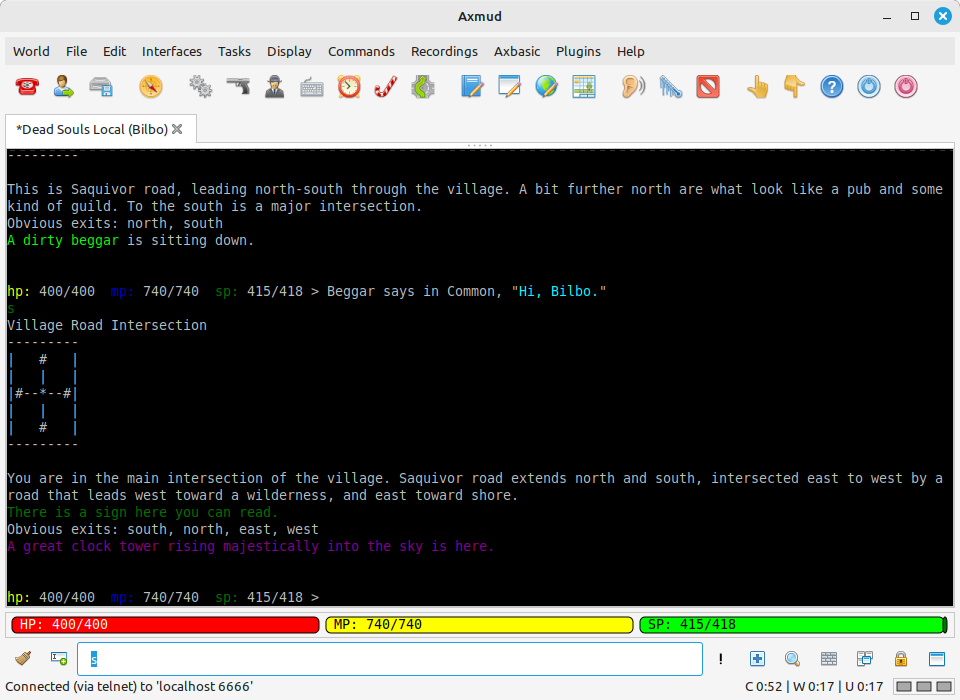 Axmud
World File Edit Interfaces Tasks Display Commands Recordings Axbasic Plugins Help
*Dead Souls Local (Bilbo)
---------
This is Saquivor road, leading north-south through the village. A bit further north are what look like a pub and some
kind of guild. To the south is a major intersection.
Obvious exits: north, south
A dirty beggar is sitting down.
hp: 400/400  mp: 740/740  sp: 415/418 > Beggar says in Common, "Hi, Bilbo."
s
Village Road Intersection
---------
|   #   |
|   |   |
|#--*--#|
|   |   |
|   #   |
---------
You are in the main intersection of the village. Saquivor road extends north and south, intersected east to west by a
road that leads west toward a wilderness, and east toward shore.
There is a sign here you can read.
Obvious exits: south, north, east, west
A great clock tower rising majestically into the sky is here.
hp: 400/400  mp: 740/740  sp: 415/418 >
HP: 400/400 MP: 740/740 SP: 415/418
s !
Connected (via telnet) to 'localhost 6666' C 0:52 | W 0:17 | U 0:17